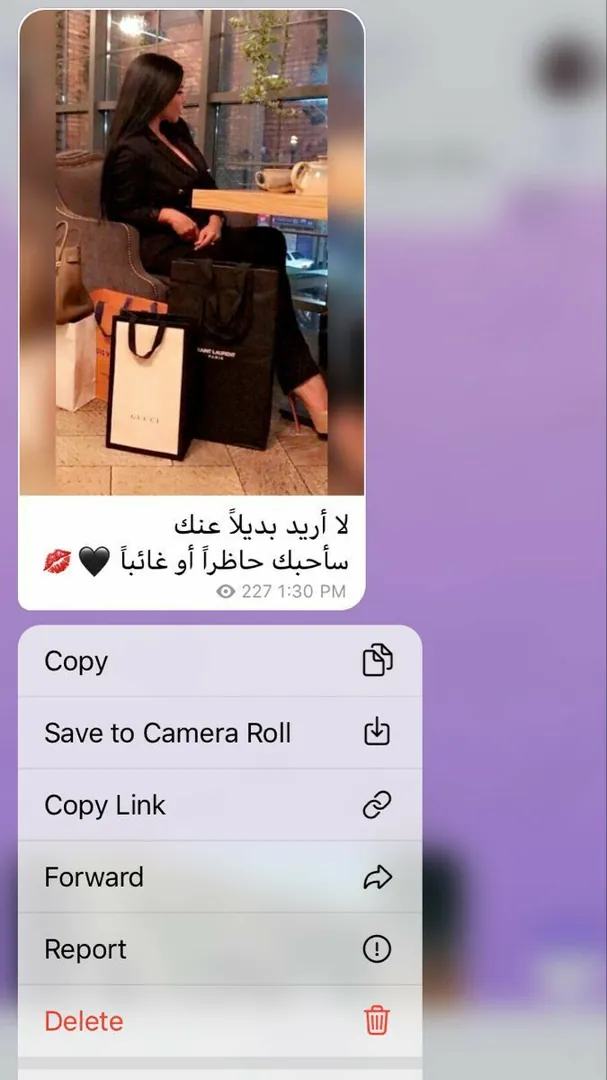 SAINT LAURENT
PARIS
GUCCI
لا أريد بديلاً عنك
سأحبك حاظراً أو غائباً 🖤 💋
227 1:30 PM
Copy
Save to Camera Roll
Copy Link
Forward
Report
Delete